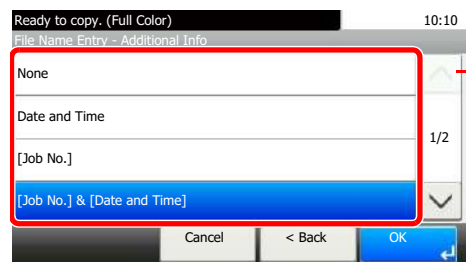 Ready to copy. (Full Color) 10:10
File Name Entry - Additional Info
None
Date and Time
1/2
[Job No.]
[Job No.] & [Date and Time]
Cancel < Back OK